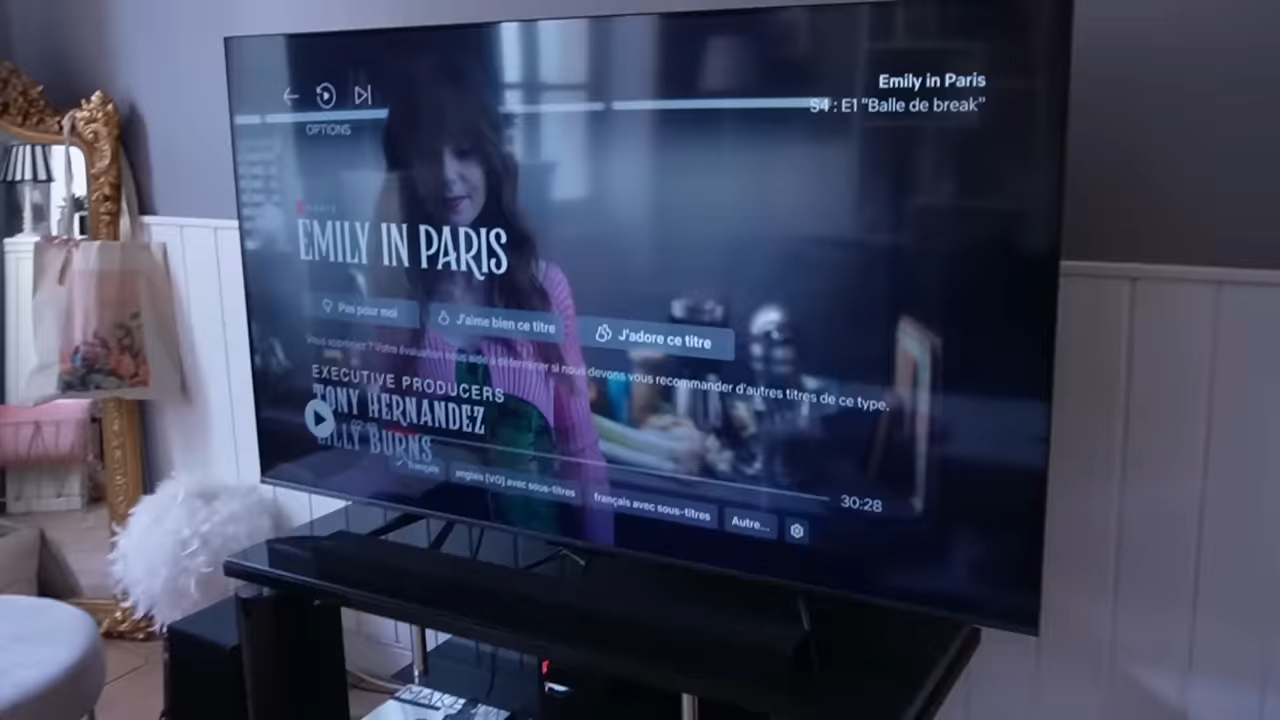 Emily in Paris
S4 : E1 "Balle de break"
OPTIONS
EMILY IN PARIS
Pas pour moi
J'aime bien ce titre
J'adore ce titre
Vous appréciez ? Votre évaluation nous aide à déterminer si nous devons vous recommander d'autres titres de ce type.
EXECUTIVE PRODUCERS
TONY HERNANDEZ
LILLY BURNS
30:28
français
anglais [VO] avec sous-titres
français avec sous-titres
Autre...
MAKE